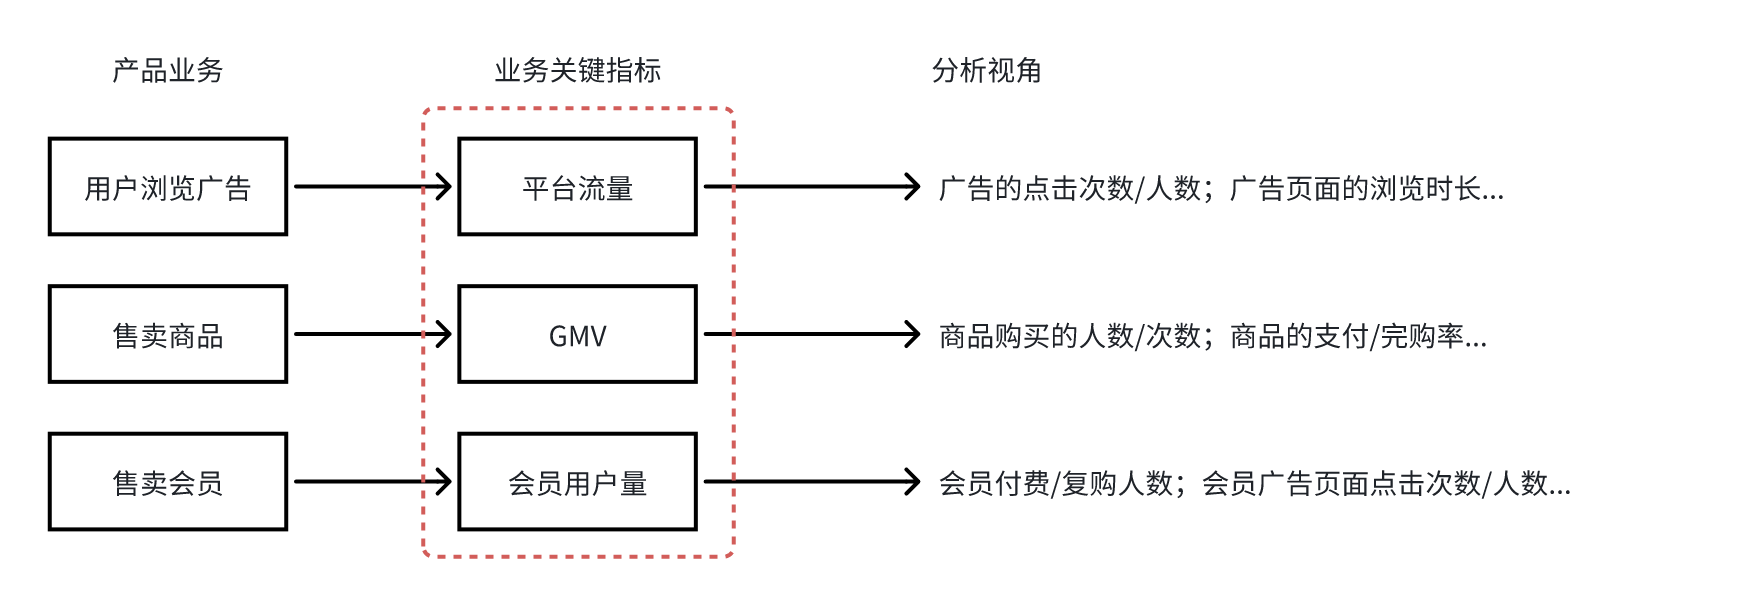 产品业务
业务关键指标
分析视角
用户浏览广告
平台流量
广告的点击次数/人数；广告页面的浏览时长...
售卖商品
GMV
商品购买的人数/次数；商品的支付/完购率...
售卖会员
会员用户量
会员付费/复购人数；会员广告页面点击次数/人数...